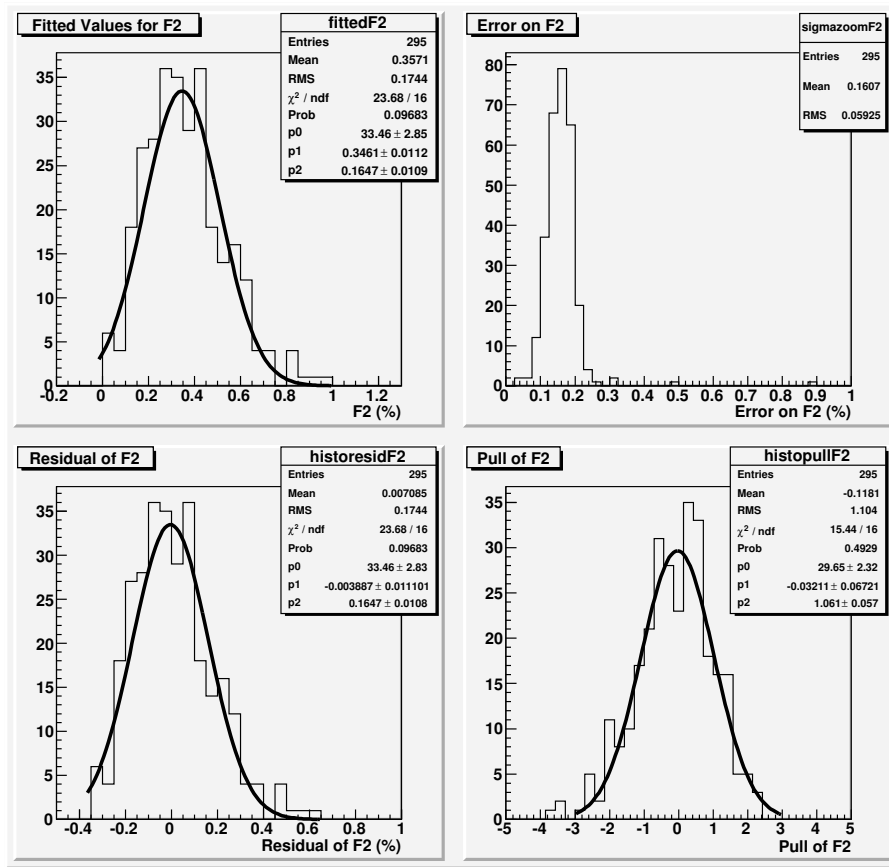 Fitted Values for F2
fittedF2
Entries 295
Mean 0.3571
RMS 0.1744
χ² / ndf 23.68 / 16
Prob 0.09683
p0 33.46 ± 2.85
p1 0.3461 ± 0.0112
p2 0.1647 ± 0.0109
35
30
25
20
15
10
5
0
-0.2 0 0.2 0.4 0.6 0.8 1 1.2
F2 (%)
Error on F2
sigmazoomF2
Entries 295
Mean 0.1607
RMS 0.05925
80
70
60
50
40
30
20
10
0
0 0.1 0.2 0.3 0.4 0.5 0.6 0.7 0.8 0.9 1
Error on F2 (%)
Residual of F2
historesidF2
Entries 295
Mean 0.007085
RMS 0.1744
χ² / ndf 23.68 / 16
Prob 0.09683
p0 33.46 ± 2.83
p1 -0.003887 ± 0.011101
p2 0.1647 ± 0.0108
35
30
25
20
15
10
5
0
-0.4 -0.2 0 0.2 0.4 0.6 0.8 1
Residual of F2 (%)
Pull of F2
histopullF2
Entries 295
Mean -0.1181
RMS 1.104
χ² / ndf 15.44 / 16
Prob 0.4929
p0 29.65 ± 2.32
p1 -0.03211 ± 0.06721
p2 1.061 ± 0.057
35
30
25
20
15
10
5
0
-5 -4 -3 -2 -1 0 1 2 3 4 5
Pull of F2